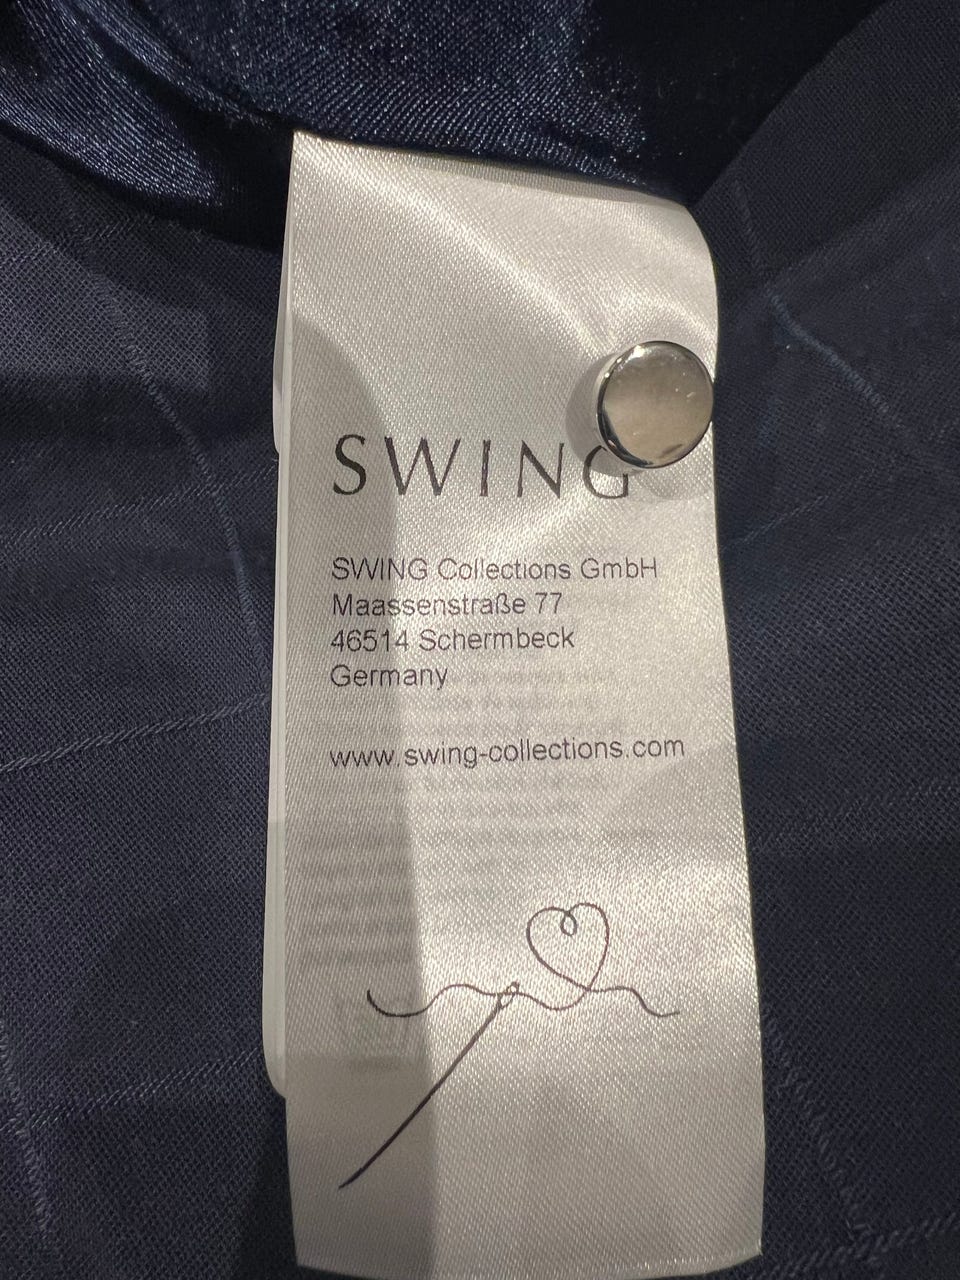 SWING
SWING Collections GmbH
Maassenstraße 77
46514 Schermbeck
Germany
www.swing-collections.com